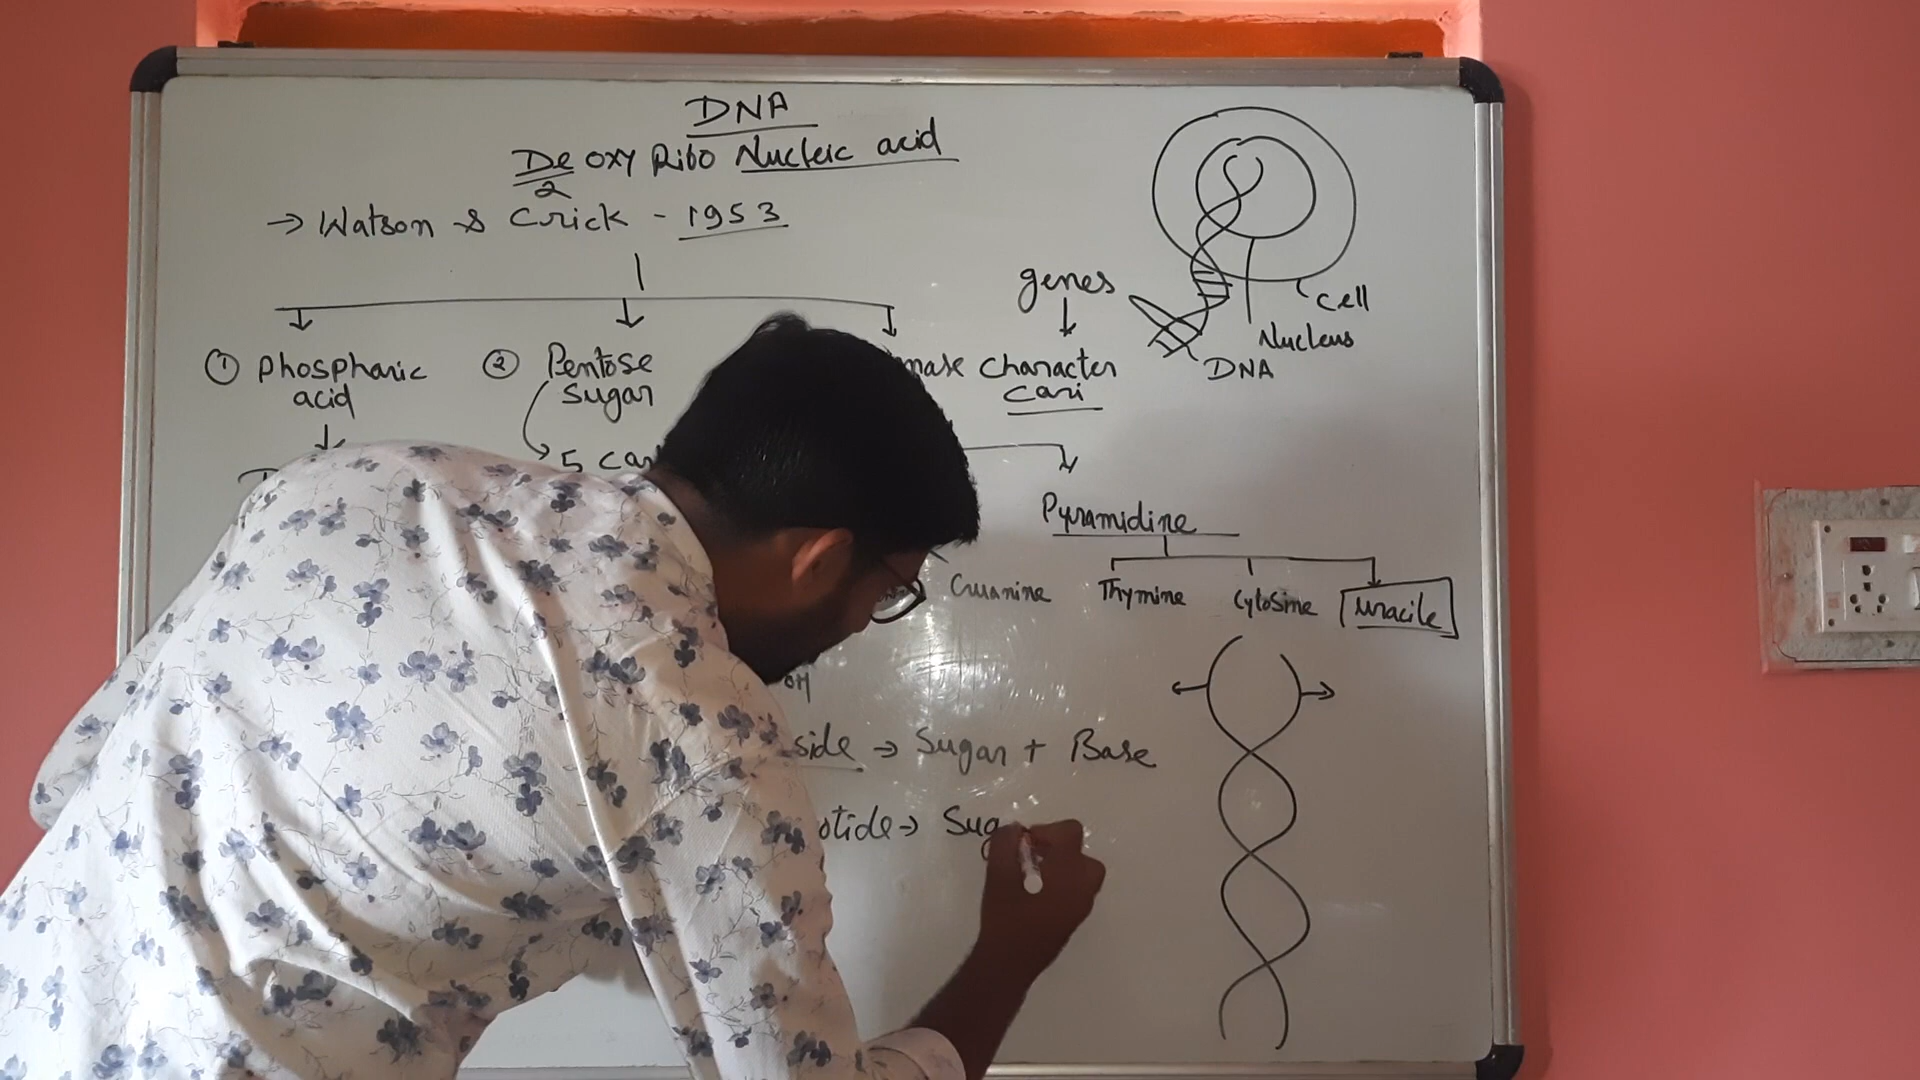 DNA
De oxy Ribo Nucleic acid
2
→ Watson & Crick - 1953
genes
cell
Nucleus
DNA
① Phosphoric acid
② Pentose sugar
character
cari
5 car
Pyramidine
Guanine
Thymine
Cytosine
uracile
OH
side → Sugar + Base
otide → Sug